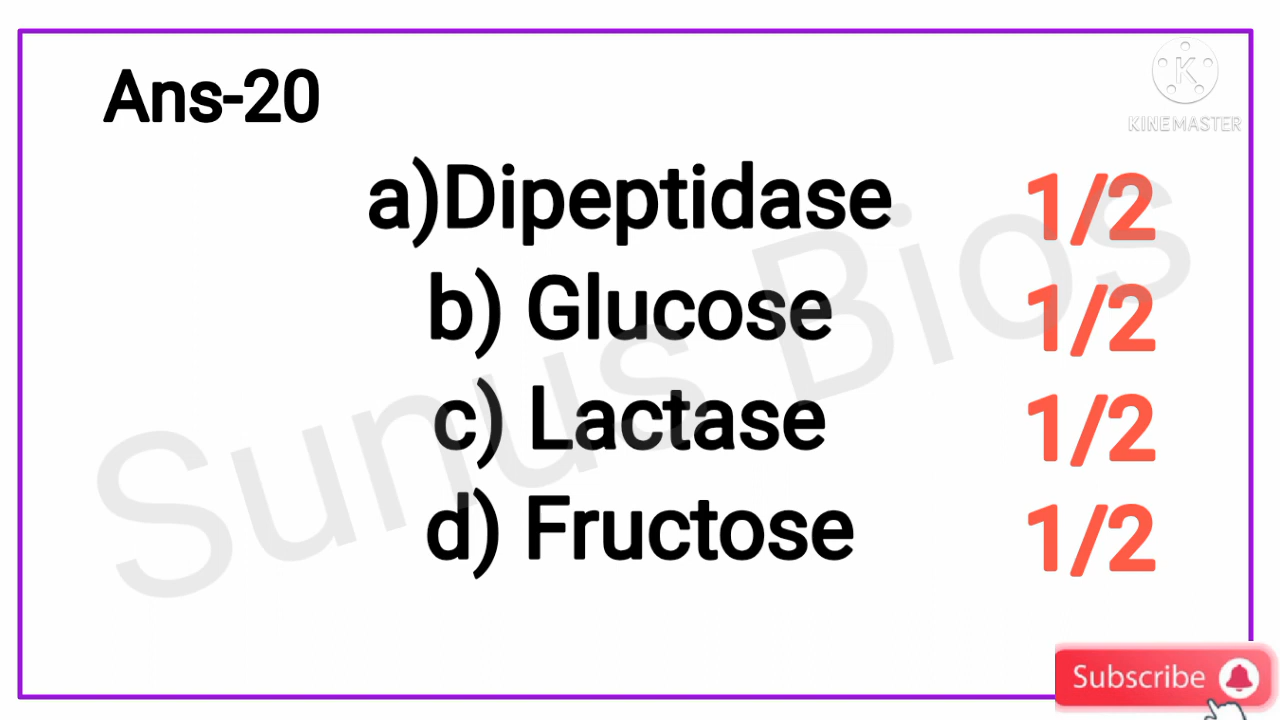 Ans-20
K
KINEMASTER
a)Dipeptidase 1/2
b) Glucose 1/2
c) Lactase 1/2
d) Fructose 1/2
Sunus Bios
Subscribe